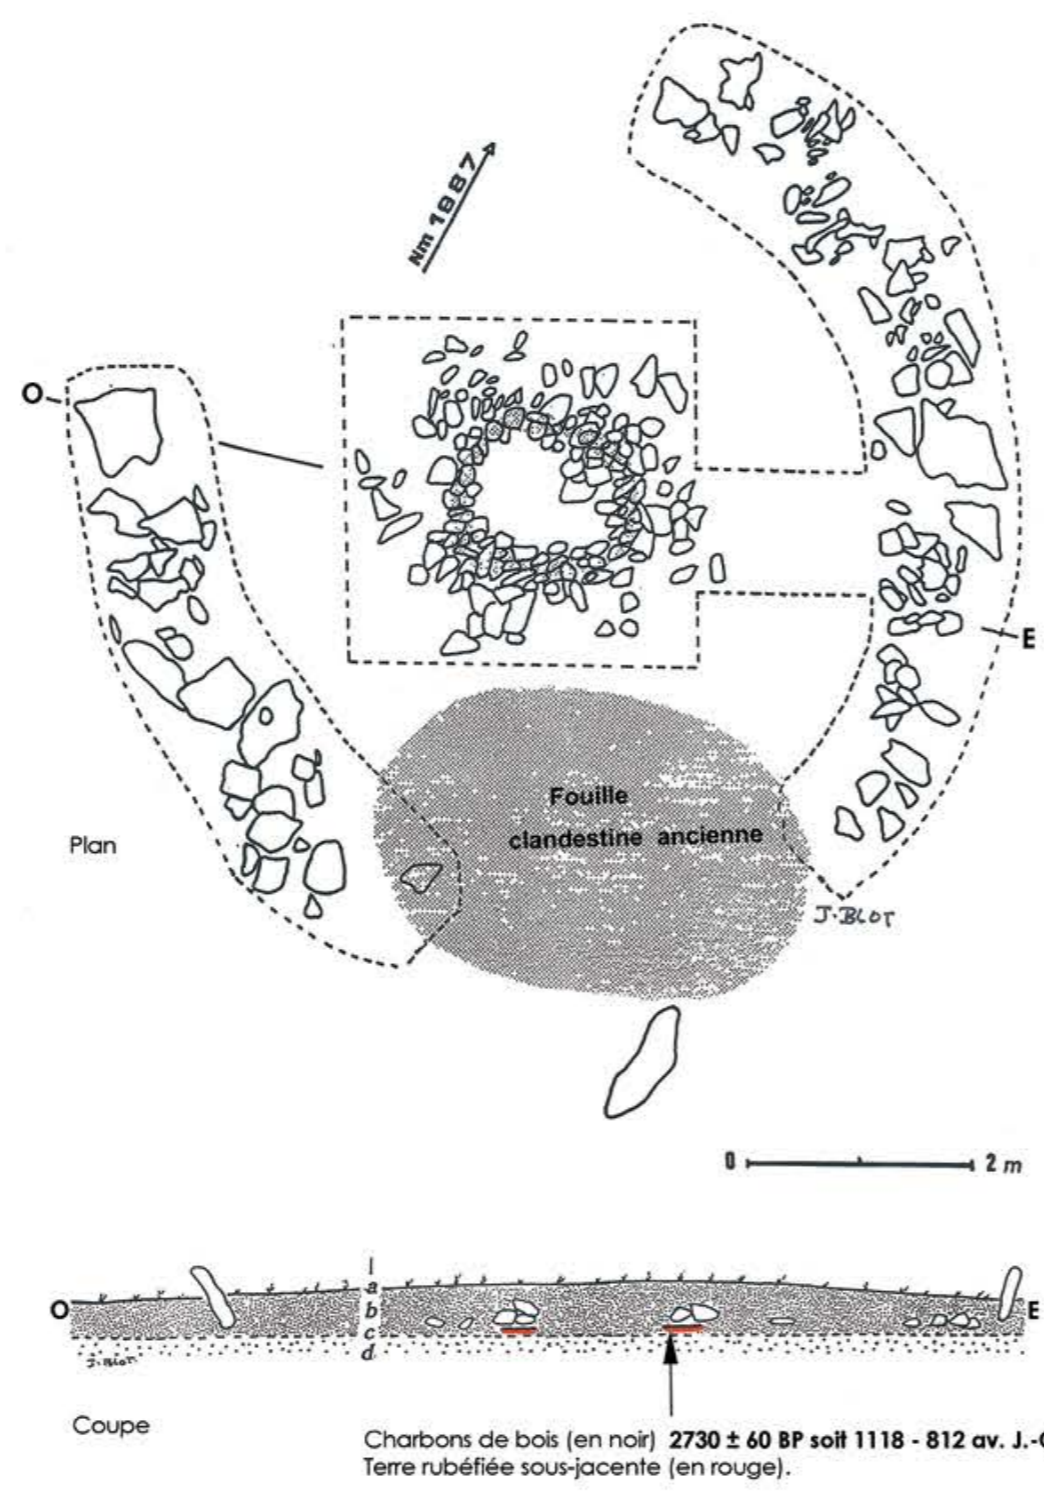 Nm 1987
O
E
Fouille
clandestine ancienne
Plan
J. BLOT
0 2 m
a
O b E
c
d
J. BLOT
Coupe
Charbons de bois (en noir) 2730 ± 60 BP soit 1118 - 812 av. J.-
Terre rubéfiée sous-jacente (en rouge).